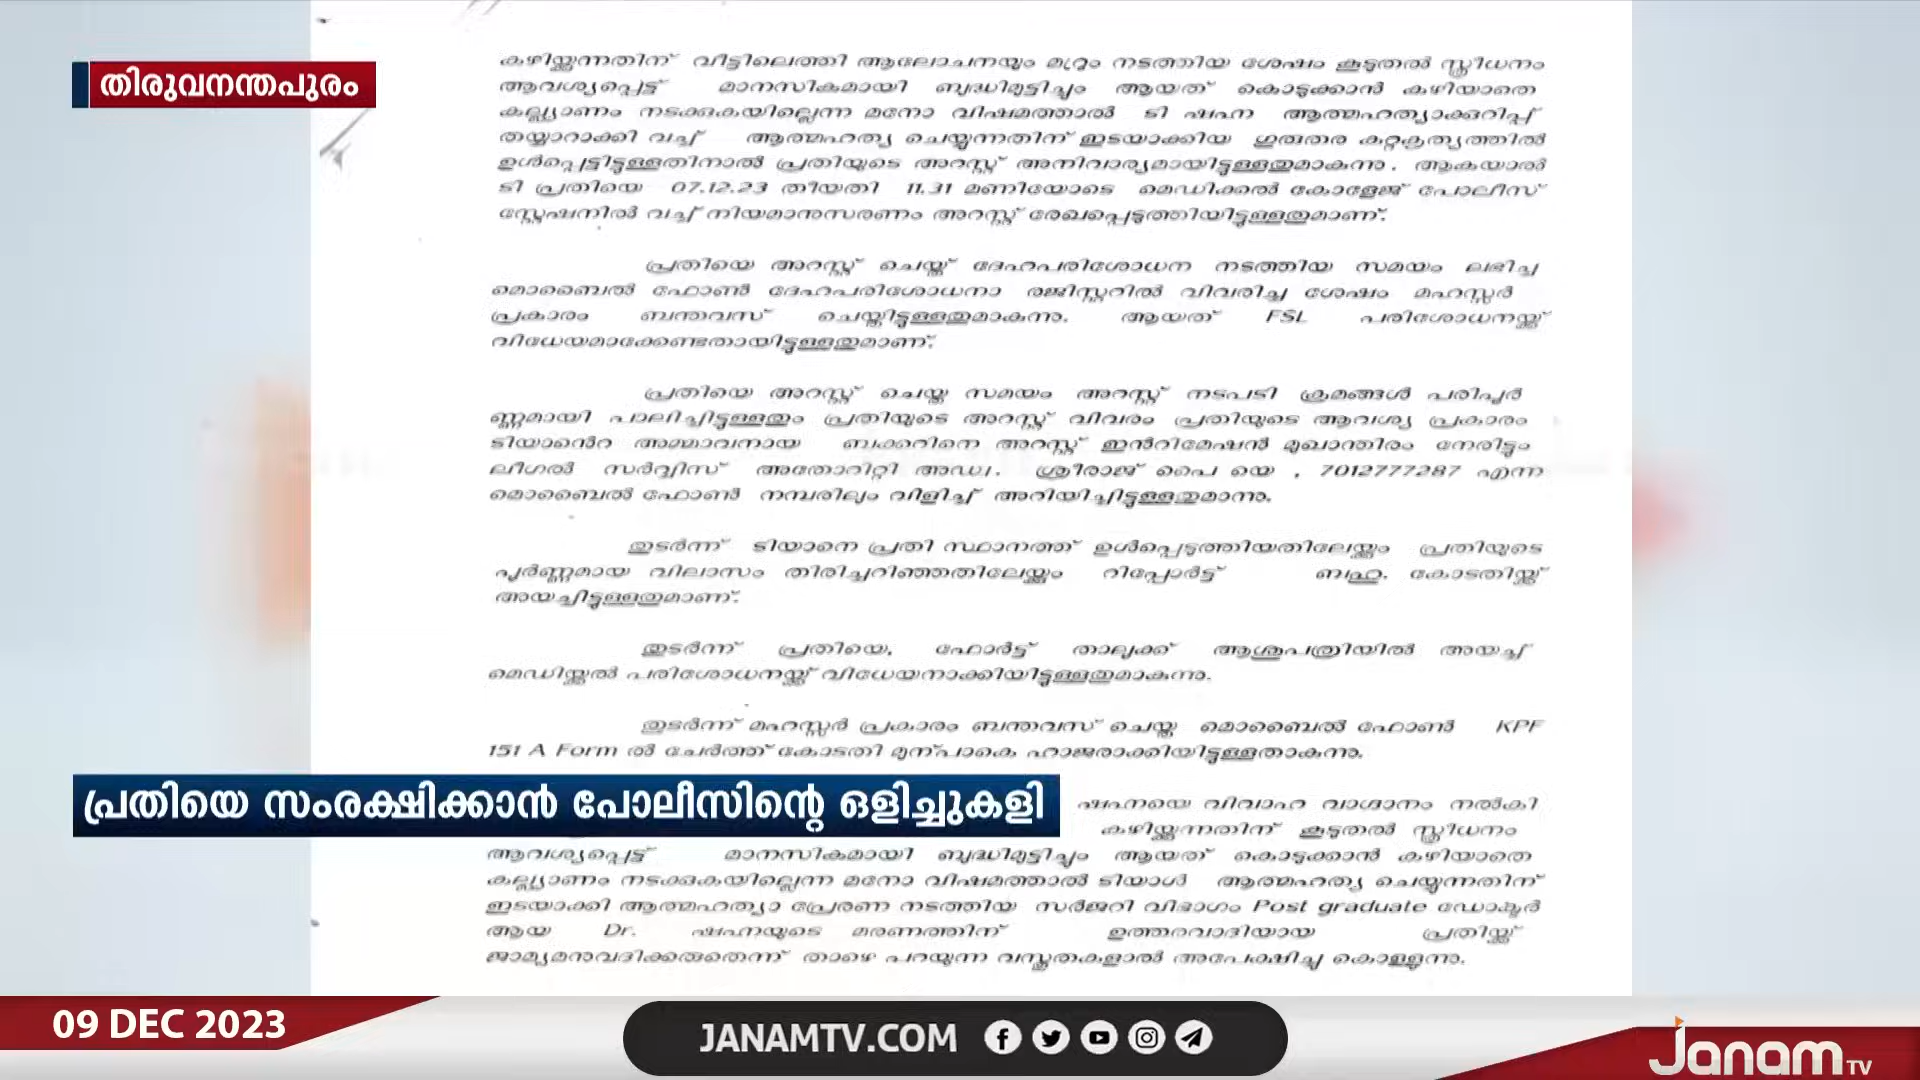 തിരുവനന്തപുരം
കഴിയ്ക്കുന്നതിന് വീട്ടിലെത്തി ആലോചനയും മറ്റും നടത്തിയ ശേഷം കൂടുതൽ സ്ത്രീധനം
ആവശ്യപ്പെട്ട് മാനസികമായി ബുദ്ധിമുട്ടിച്ചും ആയത് കൊടുക്കാൻ കഴിയാതെ
കല്ല്യാണം നടക്കുകയില്ലെന്ന മനോ വിഷമത്താൽ ടി ഷഹ്ന ആത്മഹത്യാക്കുറിപ്പ്
തയ്യാറാക്കി വച്ച് ആത്മഹത്യ ചെയ്യുന്നതിന് ഇടയാക്കിയ ഗുരുതര കുറ്റകൃത്യത്തിൽ
ഉൾപ്പെട്ടിട്ടുള്ളതിനാൽ പ്രതിയുടെ അറസ്റ്റ് അനിവാര്യമായിട്ടുള്ളതുമാകുന്നു. ആകയാൽ
ടി പ്രതിയെ 07.12.23 തീയതി 11.31 മണിയോടെ മെഡിക്കൽ കോളേജ് പോലീസ്
സ്റ്റേഷനിൽ വച്ച് നിയമാനുസരണം അറസ്റ്റ് രേഖപ്പെടുത്തിയിട്ടുള്ളതുമാണ്.
പ്രതിയെ അറസ്റ്റ് ചെയ്ത് ദേഹപരിശോധന നടത്തിയ സമയം ലഭിച്ച
മൊബൈൽ ഫോൺ ദേഹപരിശോധനാ രജിസ്റ്ററിൽ വിവരിച്ച ശേഷം മഹസ്സർ
പ്രകാരം ബന്തവസ് ചെയ്തിട്ടുള്ളതുമാകുന്നു. ആയത് FSL പരിശോധനയ്ക്ക്
വിധേയമാക്കേണ്ടതായിട്ടുള്ളതുമാണ്.
പ്രതിയെ അറസ്റ്റ് ചെയ്ത സമയം അറസ്റ്റ് നടപടി ക്രമങ്ങൾ പരിപൂർ
ണ്ണമായി പാലിച്ചിട്ടുള്ളതും പ്രതിയുടെ അറസ്റ്റ് വിവരം പ്രതിയുടെ ആവശ്യ പ്രകാരം
ടിയാൻെറ അമ്മാവനായ ബക്കറിനെ അറസ്റ്റ് ഇൻറിമേഷൻ മുഖാന്തിരം നേരിട്ടും
ലീഗൽ സർവ്വീസ് അതോറിറ്റി അഡ്വ. ശ്രീരാജ് പൈ യെ , 7012777287 എന്ന
മൊബൈൽ ഫോൺ നമ്പരിലും വിളിച്ച് അറിയിച്ചിട്ടുള്ളതുമാന്നു.
തുടർന്ന് ടിയാനെ പ്രതി സ്ഥാനത്ത് ഉൾപ്പെടുത്തിയതിലേയ്ക്കും പ്രതിയുടെ
പൂർണ്ണമായ വിലാസം തിരിച്ചറിഞ്ഞതിലേയ്ക്കും റിപ്പോർട്ട് ബഹു. കോടതിയ്ക്ക്
അയച്ചിട്ടുള്ളതുമാണ്.
തുടർന്ന് പ്രതിയെ, ഫോർട്ട് താലൂക്ക് ആശുപത്രിയിൽ അയച്ച്
മെഡിയ്ക്കൽ പരിശോധനയ്ക്ക് വിധേയനാക്കിയിട്ടുള്ളതുമാകുന്നു.
തുടർന്ന് മഹസ്സർ പ്രകാരം ബന്തവസ് ചെയ്ത മൊബൈൽ ഫോൺ KPF
151 A Form ൽ ചേർത്ത് കോടതി മുന്പാകെ ഹാജരാക്കിയിട്ടുള്ളതാകുന്നു.
പ്രതിയെ സംരക്ഷിക്കാൻ പോലീസിന്റെ ഒളിച്ചുകളി
ഷഹ്നയെ വിവാഹ വാഗ്ദാനം നൽകി
കഴിയ്ക്കുന്നതിന് കൂടുതൽ സ്ത്രീധനം
ആവശ്യപ്പെട്ട് മാനസികമായി ബുദ്ധിമുട്ടിച്ചും ആയത് കൊടുക്കാൻ കഴിയാതെ
കല്ല്യാണം നടക്കുകയില്ലെന്ന മനോ വിഷമത്താൽ ടിയാൾ ആത്മഹത്യ ചെയ്യുന്നതിന്
ഇടയാക്കി ആത്മഹത്യാ പ്രേരണ നടത്തിയ സർജറി വിഭാഗം Post graduate ഡോക്ടർ
ആയ Dr. ഷഹ്നയുടെ മരണത്തിന് ഉത്തരവാദിയായ പ്രതിയ്ക്ക്
ജാമ്യമനുവദിക്കരുതെന്ന് താഴെ പറയുന്ന വസ്തുതകളാൽ അപേക്ഷിച്ചു കൊള്ളുന്നു.
09 DEC 2023
JANAMTV.COM
Janam TV